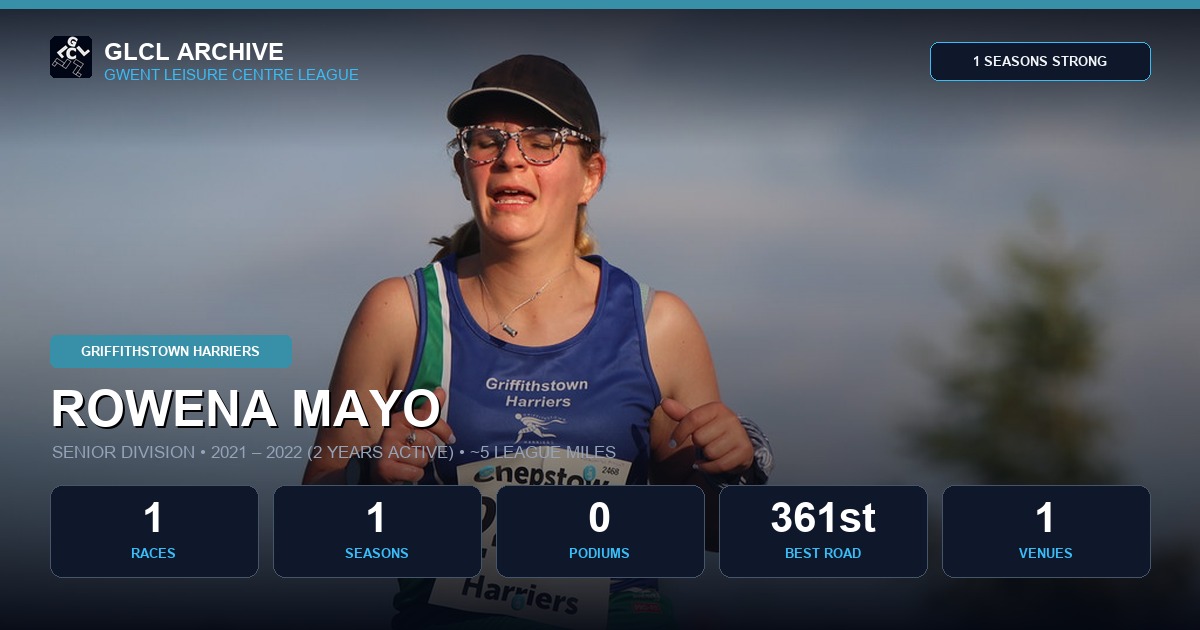 GLCL ARCHIVE
GWENT LEISURE CENTRE LEAGUE
1 SEASONS STRONG
GRIFFITHSTOWN HARRIERS
ROWENA MAYO
SENIOR DIVISION • 2021 – 2022 (2 YEARS ACTIVE) • ~5 LEAGUE MILES
Griffithstown
Harriers
HARRIERS
Chepstow
2468
1
RACES
1
SEASONS
0
PODIUMS
361st
BEST ROAD
1
VENUES
Harriers